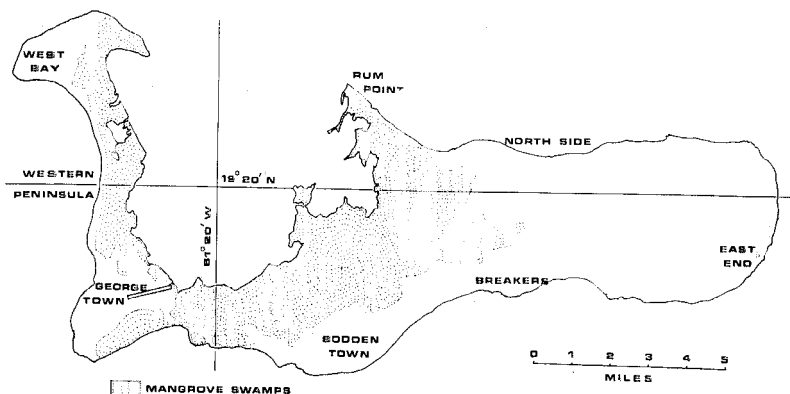 WEST
BAY
RUM
POINT
NORTH SIDE
WESTERN
PENINSULA
19° 20' N
81° 20' W
EAST
END
GEORGE
TOWN
BREAKERS
BODDEN
TOWN
0 1 2 3 4 5
MILES
MANGROVE SWAMPS